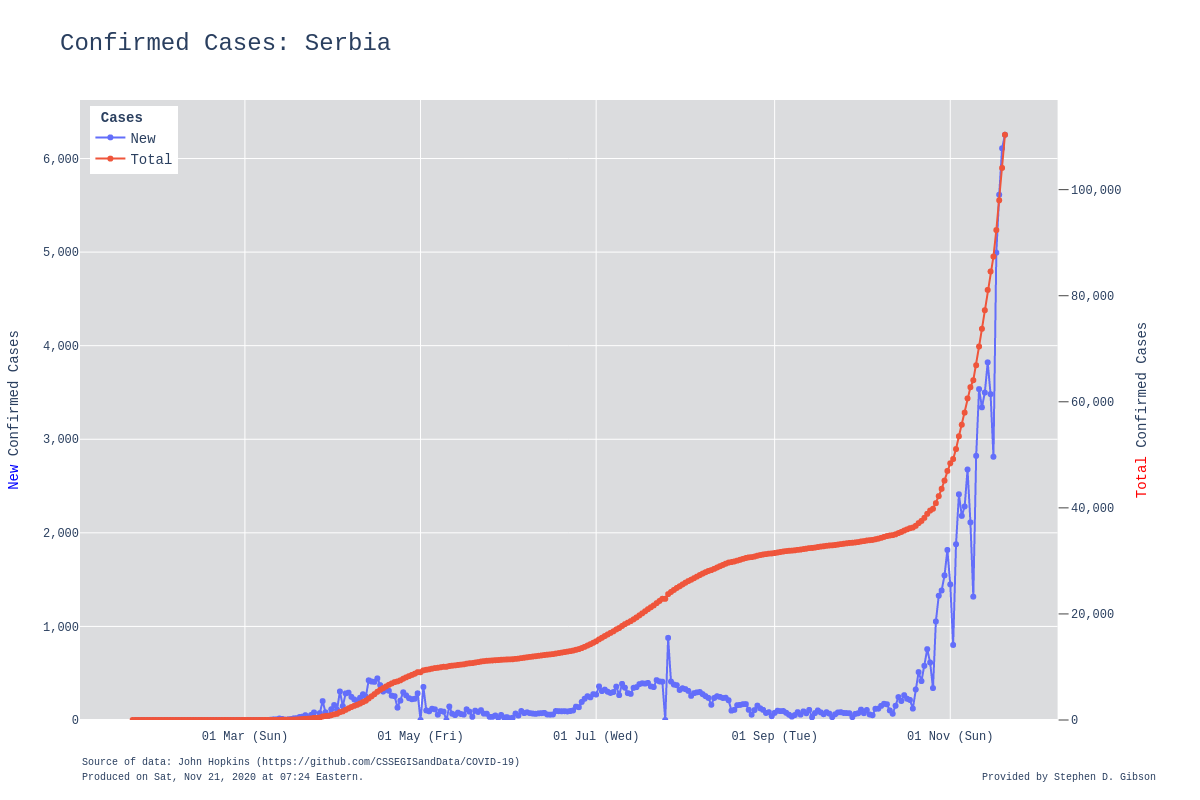 Confirmed Cases: Serbia
Cases
New
Total
6,000
5,000
4,000
3,000
2,000
1,000
0
New Confirmed Cases
100,000
80,000
60,000
40,000
20,000
0
Total Confirmed Cases
01 Mar (Sun)
01 May (Fri)
01 Jul (Wed)
01 Sep (Tue)
01 Nov (Sun)
Source of data: John Hopkins (https://github.com/CSSEGISandData/COVID-19)
Produced on Sat, Nov 21, 2020 at 07:24 Eastern.
Provided by Stephen D. Gibson